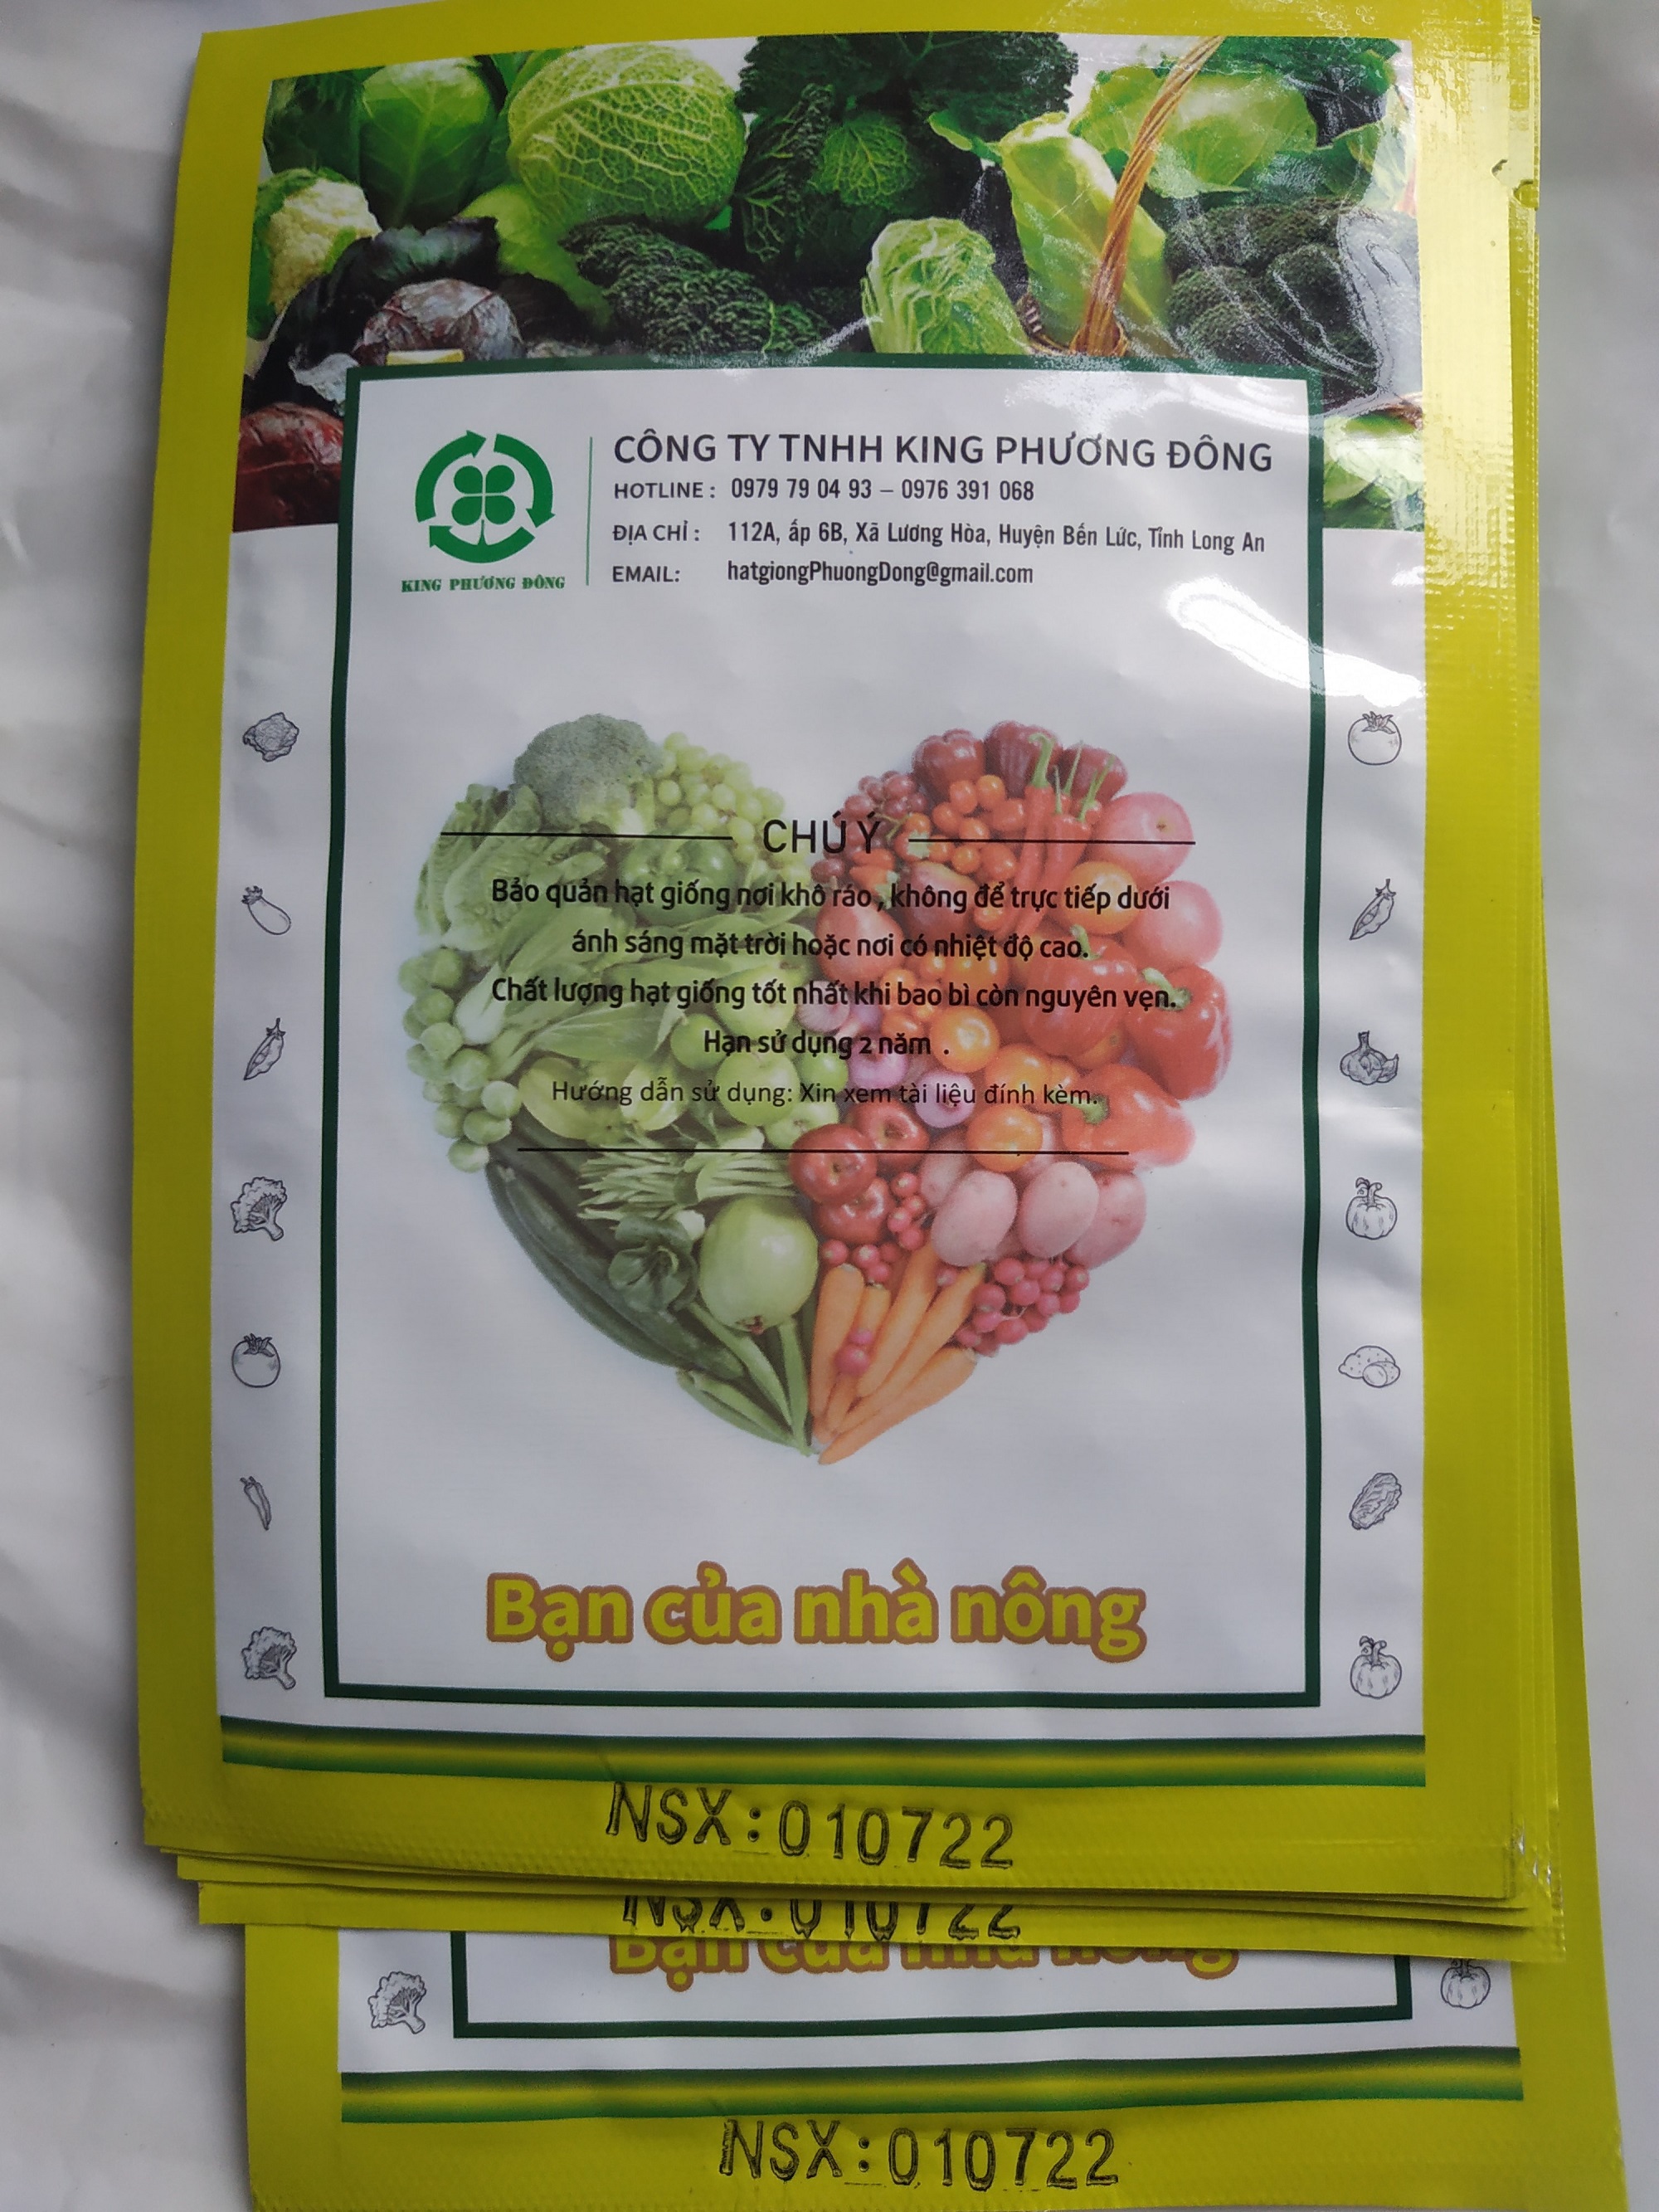 CÔNG TY TNHH KING PHƯƠNG ĐÔNG
HOTLINE : 0979 79 04 93 – 0976 391 068
ĐỊA CHỈ : 112A, ấp 6B, Xã Lương Hòa, Huyện Bến Lức, Tỉnh Long An
EMAIL: hatgiongPhuongDong@gmail.com
KING PHƯƠNG ĐÔNG
CHÚ Ý
Bảo quản hạt giống nơi khô ráo , không để trực tiếp dưới
ánh sáng mặt trời hoặc nơi có nhiệt độ cao.
Chất lượng hạt giống tốt nhất khi bao bì còn nguyên vẹn.
Hạn sử dụng 2 năm .
Hướng dẫn sử dụng: Xin xem tài liệu đính kèm.
Bạn của nhà nông
NSX:010722
NSX:010722
Bạn của nhà nông
NSX:010722